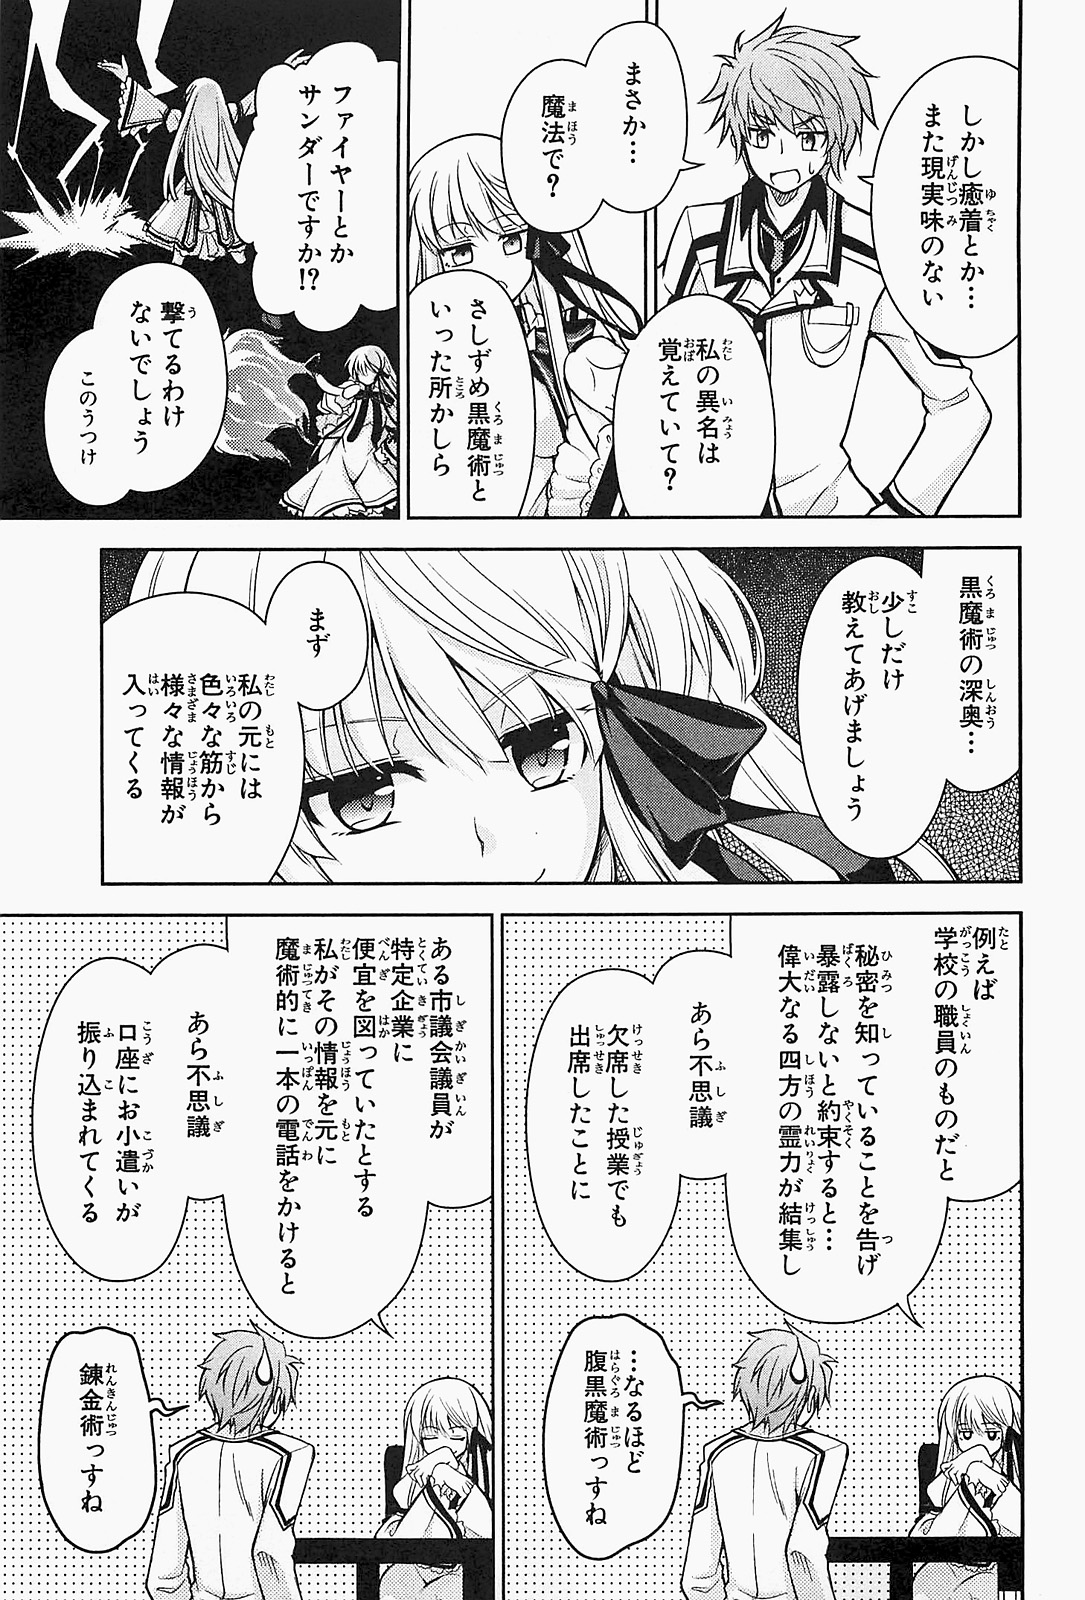 しかし癒着とか…
また現実味のない
私の異名は
覚えていて？
まさか…
魔法で？
さしずめ黒魔術と
いった所かしら
ファイヤーとか
サンダーですか!?
撃てるわけ
ないでしょう
このうつけ
黒魔術の深奥…
少しだけ
教えてあげましょう
まず
私の元には
色々な筋から
様々な情報が
入ってくる
例えば
学校の職員のものだと
秘密を知っていることを告げ
暴露しないと約束すると…
偉大なる四方の霊力が結集し
あら不思議
欠席した授業でも
出席したことに
…なるほど
腹黒魔術っすね
ある市議会議員が
特定企業に
便宜を図っていたとする
私がその情報を元に
魔術的に一本の電話をかけると
あら不思議
口座にお小遣いが
振り込まれてくる
錬金術っすね